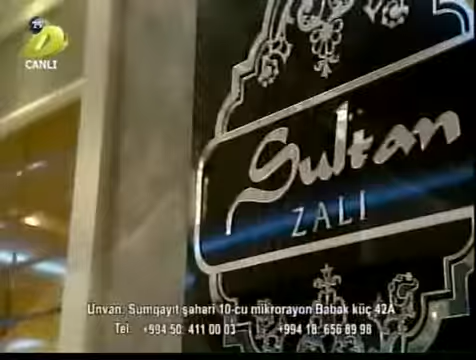 CANLI
Sultan
ZALI
Ünvan: Sumqayıt şəhəri 10-cu mikrorayon Babək küç 42A
Tel: +994 50: 411 00 03 +994 18: 656 89 98